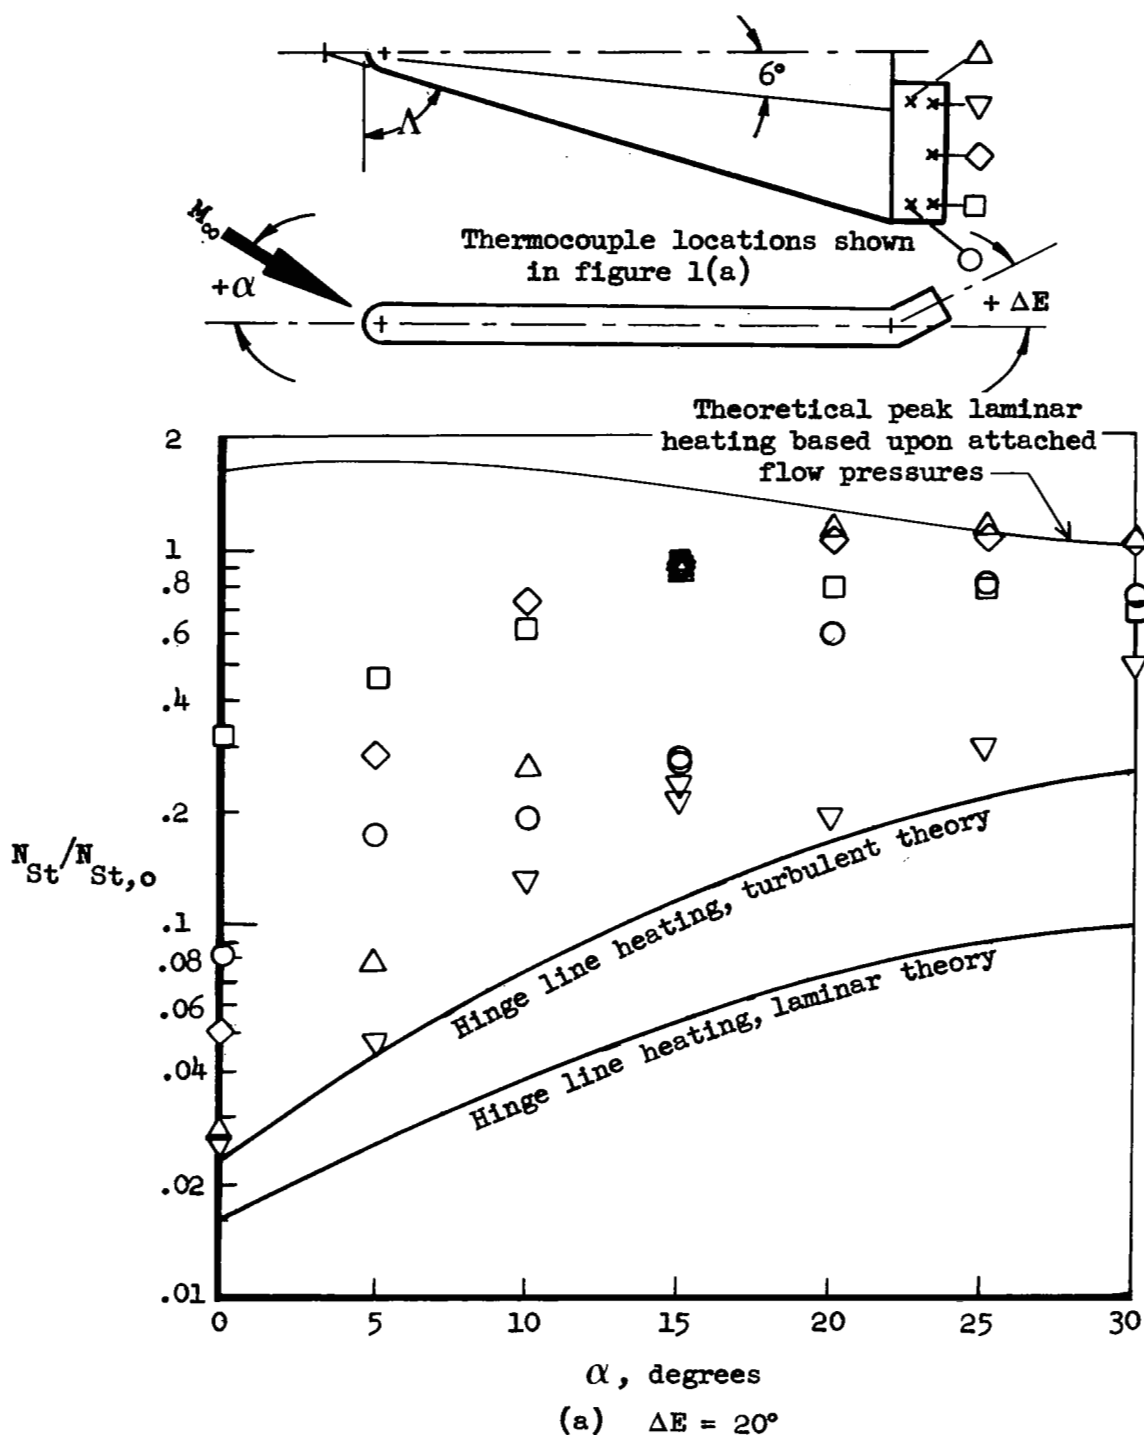 6°
Λ
M∞
Thermocouple locations shown
in figure 1(a)
+α
+ ΔE
Theoretical peak laminar
heating based upon attached
flow pressures
2
1
.8
.6
.4
.2
N_St/N_St,o
.1
.08
.06
.04
.02
.01
Hinge line heating, turbulent theory
Hinge line heating, laminar theory
0 5 10 15 20 25 30
α, degrees
(a) ΔE = 20°